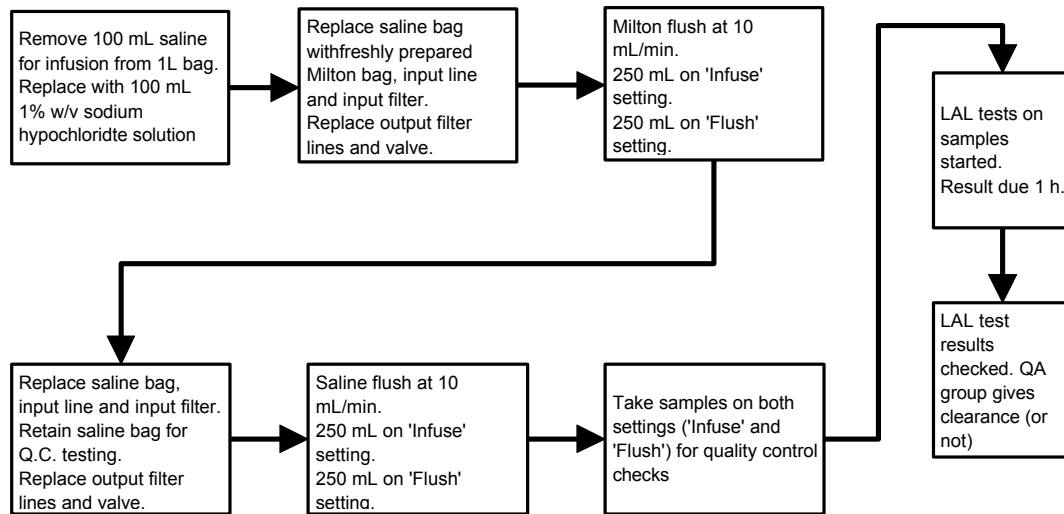 Remove 100 mL saline
for infusion from 1L bag.
Replace with 100 mL
1% w/v sodium
hypochloridte solution
Replace saline bag
withfreshly prepared
Milton bag, input line
and input filter.
Replace output filter
lines and valve.
Milton flush at 10
mL/min.
250 mL on 'Infuse'
setting.
250 mL on 'Flush'
setting.
Replace saline bag,
input line and input filter.
Retain saline bag for
Q.C. testing.
Replace output filter
lines and valve.
Saline flush at 10
mL/min.
250 mL on 'Infuse'
setting.
250 mL on 'Flush'
setting.
Take samples on both
settings ('Infuse' and
'Flush') for quality control
checks
LAL tests on
samples
started.
Result due 1 h.
LAL test
results
checked. QA
group gives
clearance (or
not)